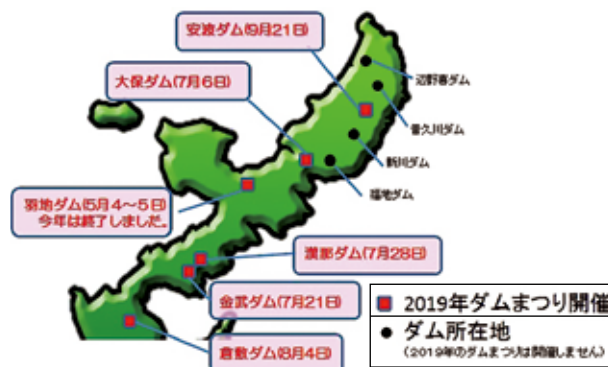 安波ダム(9月21日)
大保ダム(7月6日)
辺野喜ダム
普久川ダム
新川ダム
福地ダム
羽地ダム(5月4～5日)
今年は終了しました。
漢那ダム(7月28日)
金武ダム(7月21日)
倉敷ダム(8月4日)
2019年ダムまつり開催
ダム所在地
(2019年のダムまつりは開催しません)